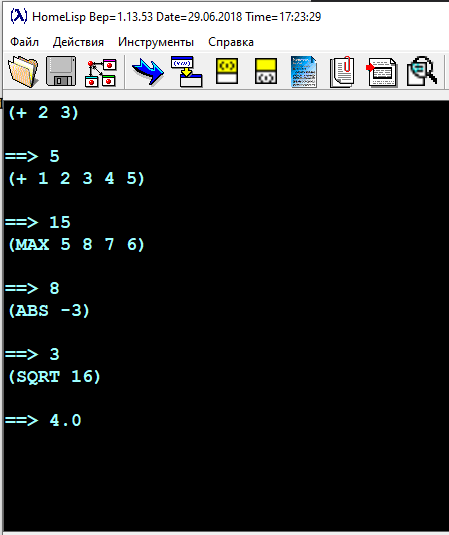 HomeLisp Вер=1.13.53 Date=29.06.2018 Time=17:23:29
Файл Действия Инструменты Справка
(+ 2 3)
==> 5
(+ 1 2 3 4 5)
==> 15
(MAX 5 8 7 6)
==> 8
(ABS -3)
==> 3
(SQRT 16)
==> 4.0